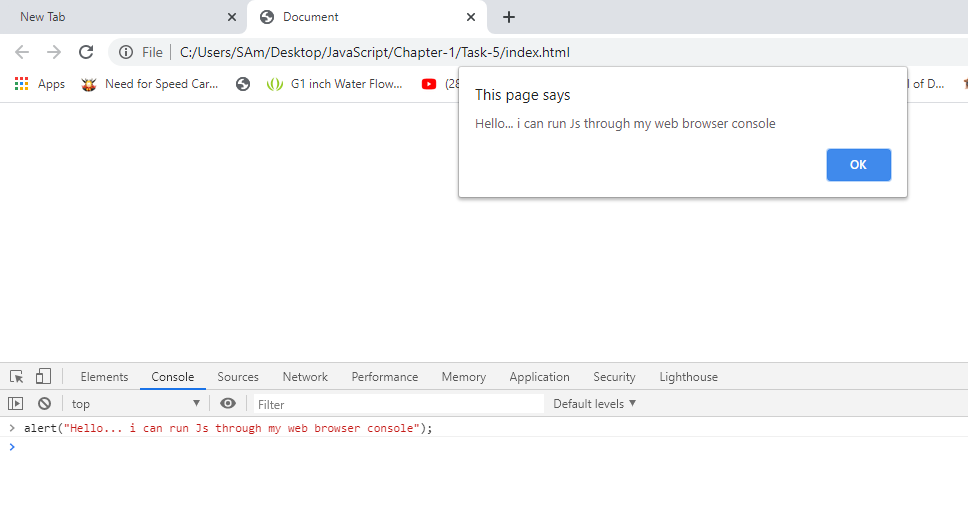 New Tab
Document
File
C:/Users/SAm/Desktop/JavaScript/Chapter-1/Task-5/index.html
Apps
Need for Speed Car...
G1 inch Water Flow...
(28
l of D...
This page says
Hello... i can run Js through my web browser console
OK
Elements Console Sources Network Performance Memory Application Security Lighthouse
top Filter Default levels
alert("Hello... i can run Js through my web browser console");